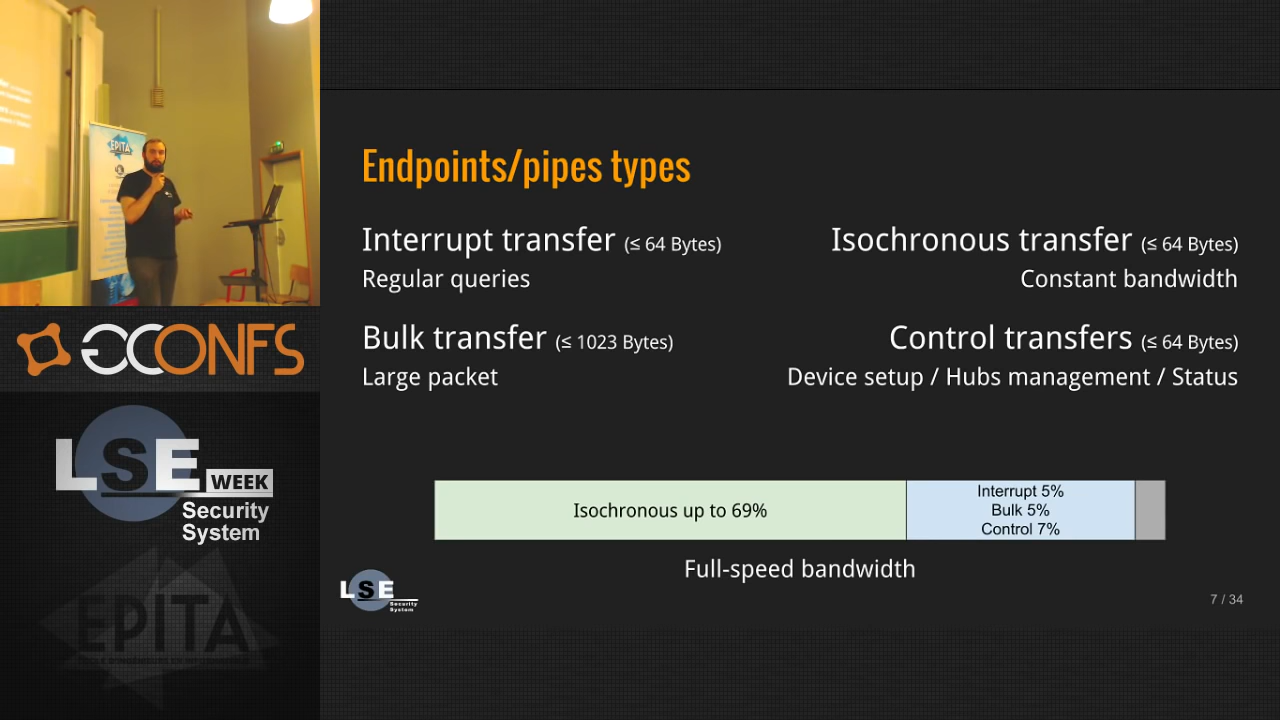 EPITA
Endpoints/pipes types
Interrupt transfer (≤ 64 Bytes)
Regular queries
Isochronous transfer (≤ 64 Bytes)
Constant bandwidth
Bulk transfer (≤ 1023 Bytes)
Large packet
Control transfers (≤ 64 Bytes)
Device setup / Hubs management / Status
Isochronous up to 69%
Interrupt 5%
Bulk 5%
Control 7%
Full-speed bandwidth
LSE
Security
System
7 / 34
GCONFS
LSE
WEEK
Security
System
EPITA